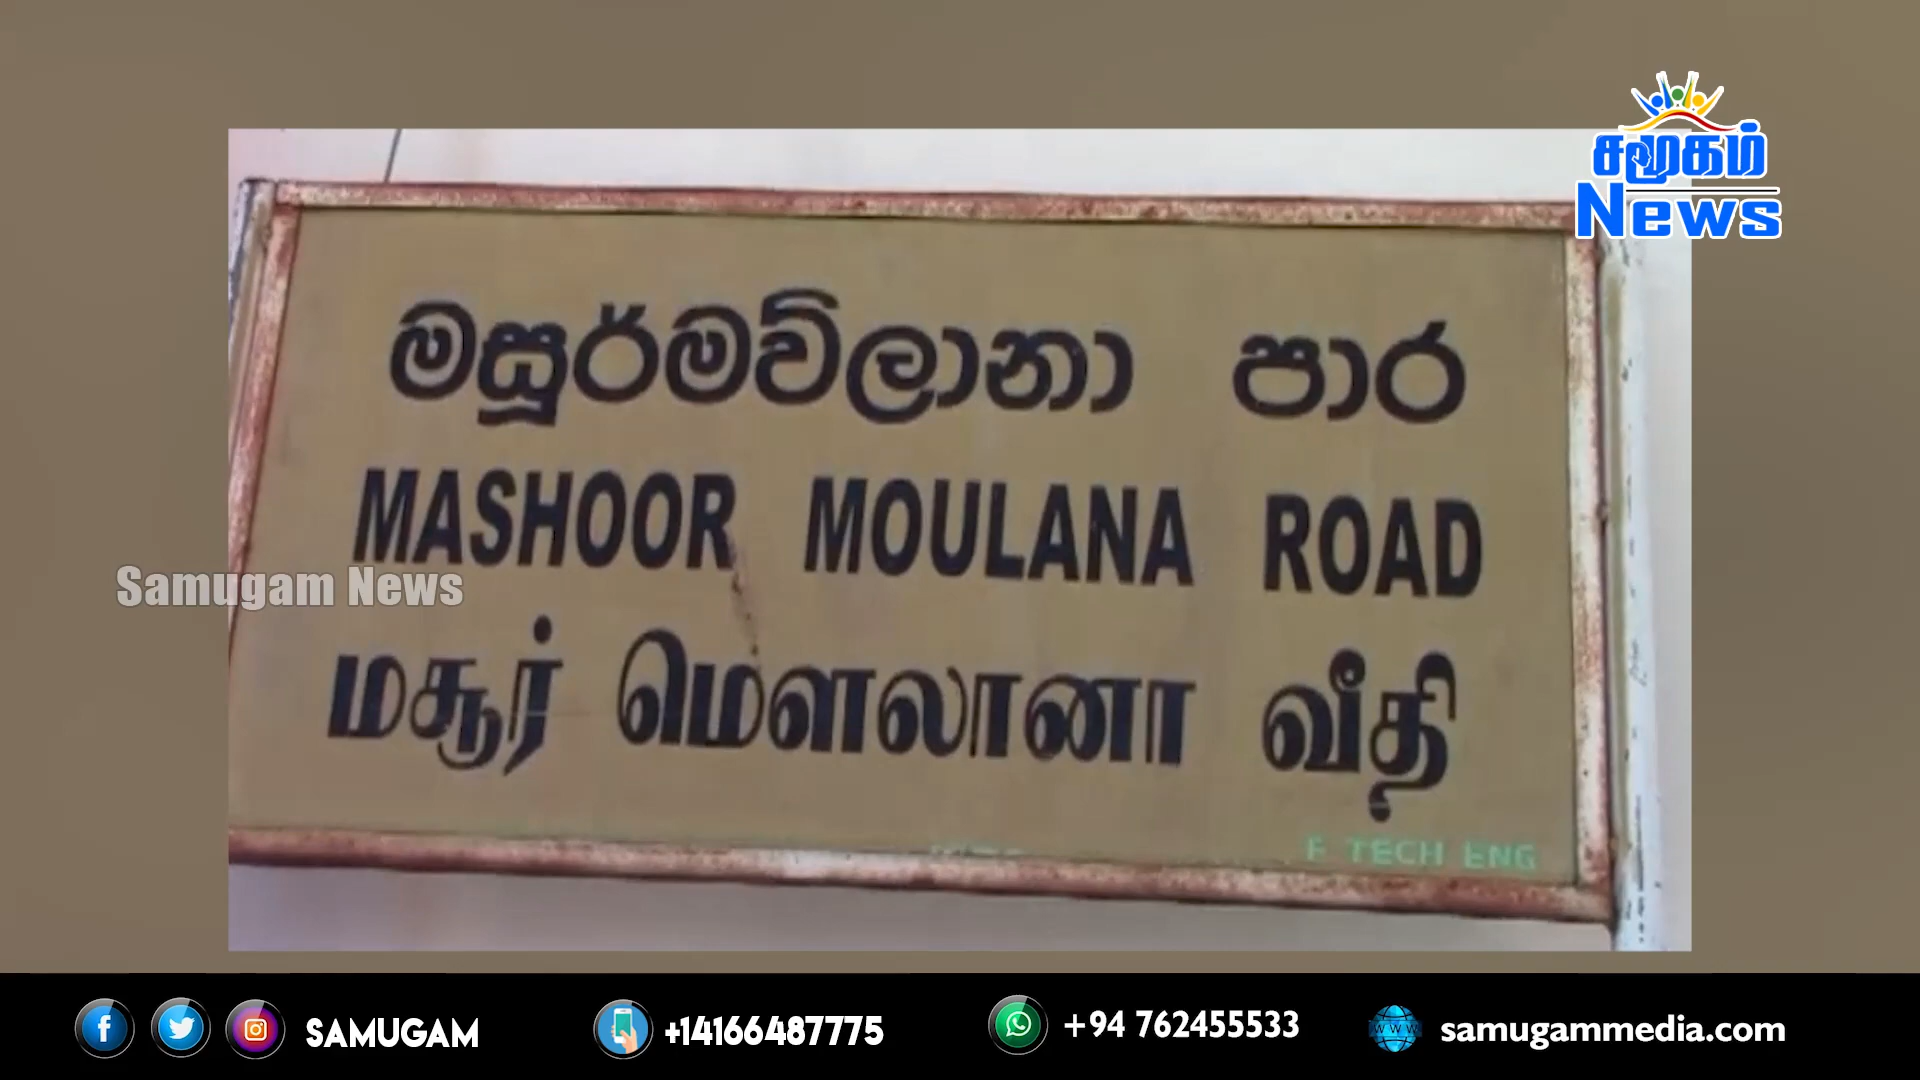 சமூகம்
News
මසූර්මව්ලානා පාර
MASHOOR MOULANA ROAD
Samugam News
மசூர் மௌலானா வீதி
F TECH ENG
SAMUGAM
+14166487775
+94 762455533
www
samugammedia.com